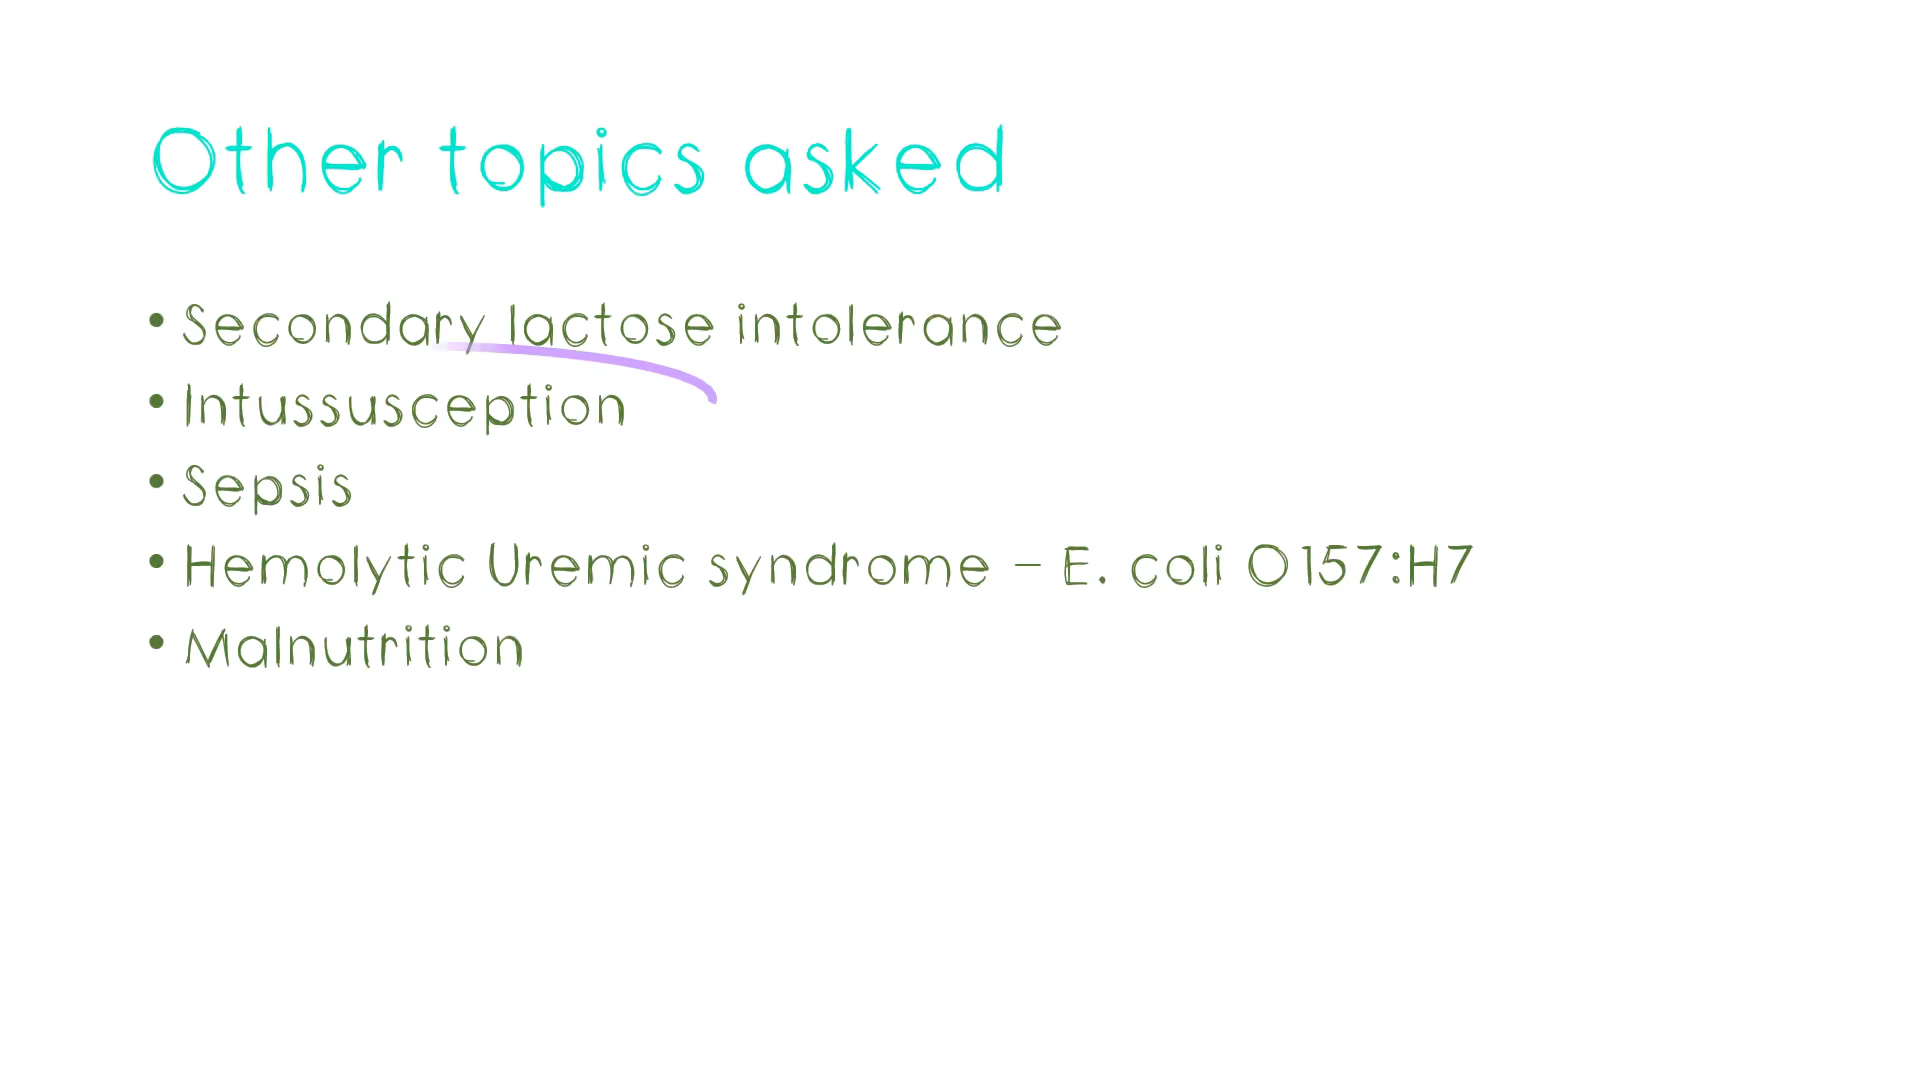 Other topics asked
• Secondary lactose intolerance
• Intussusception
• Sepsis
• Hemolytic Uremic syndrome – E. coli O157:H7
• Malnutrition